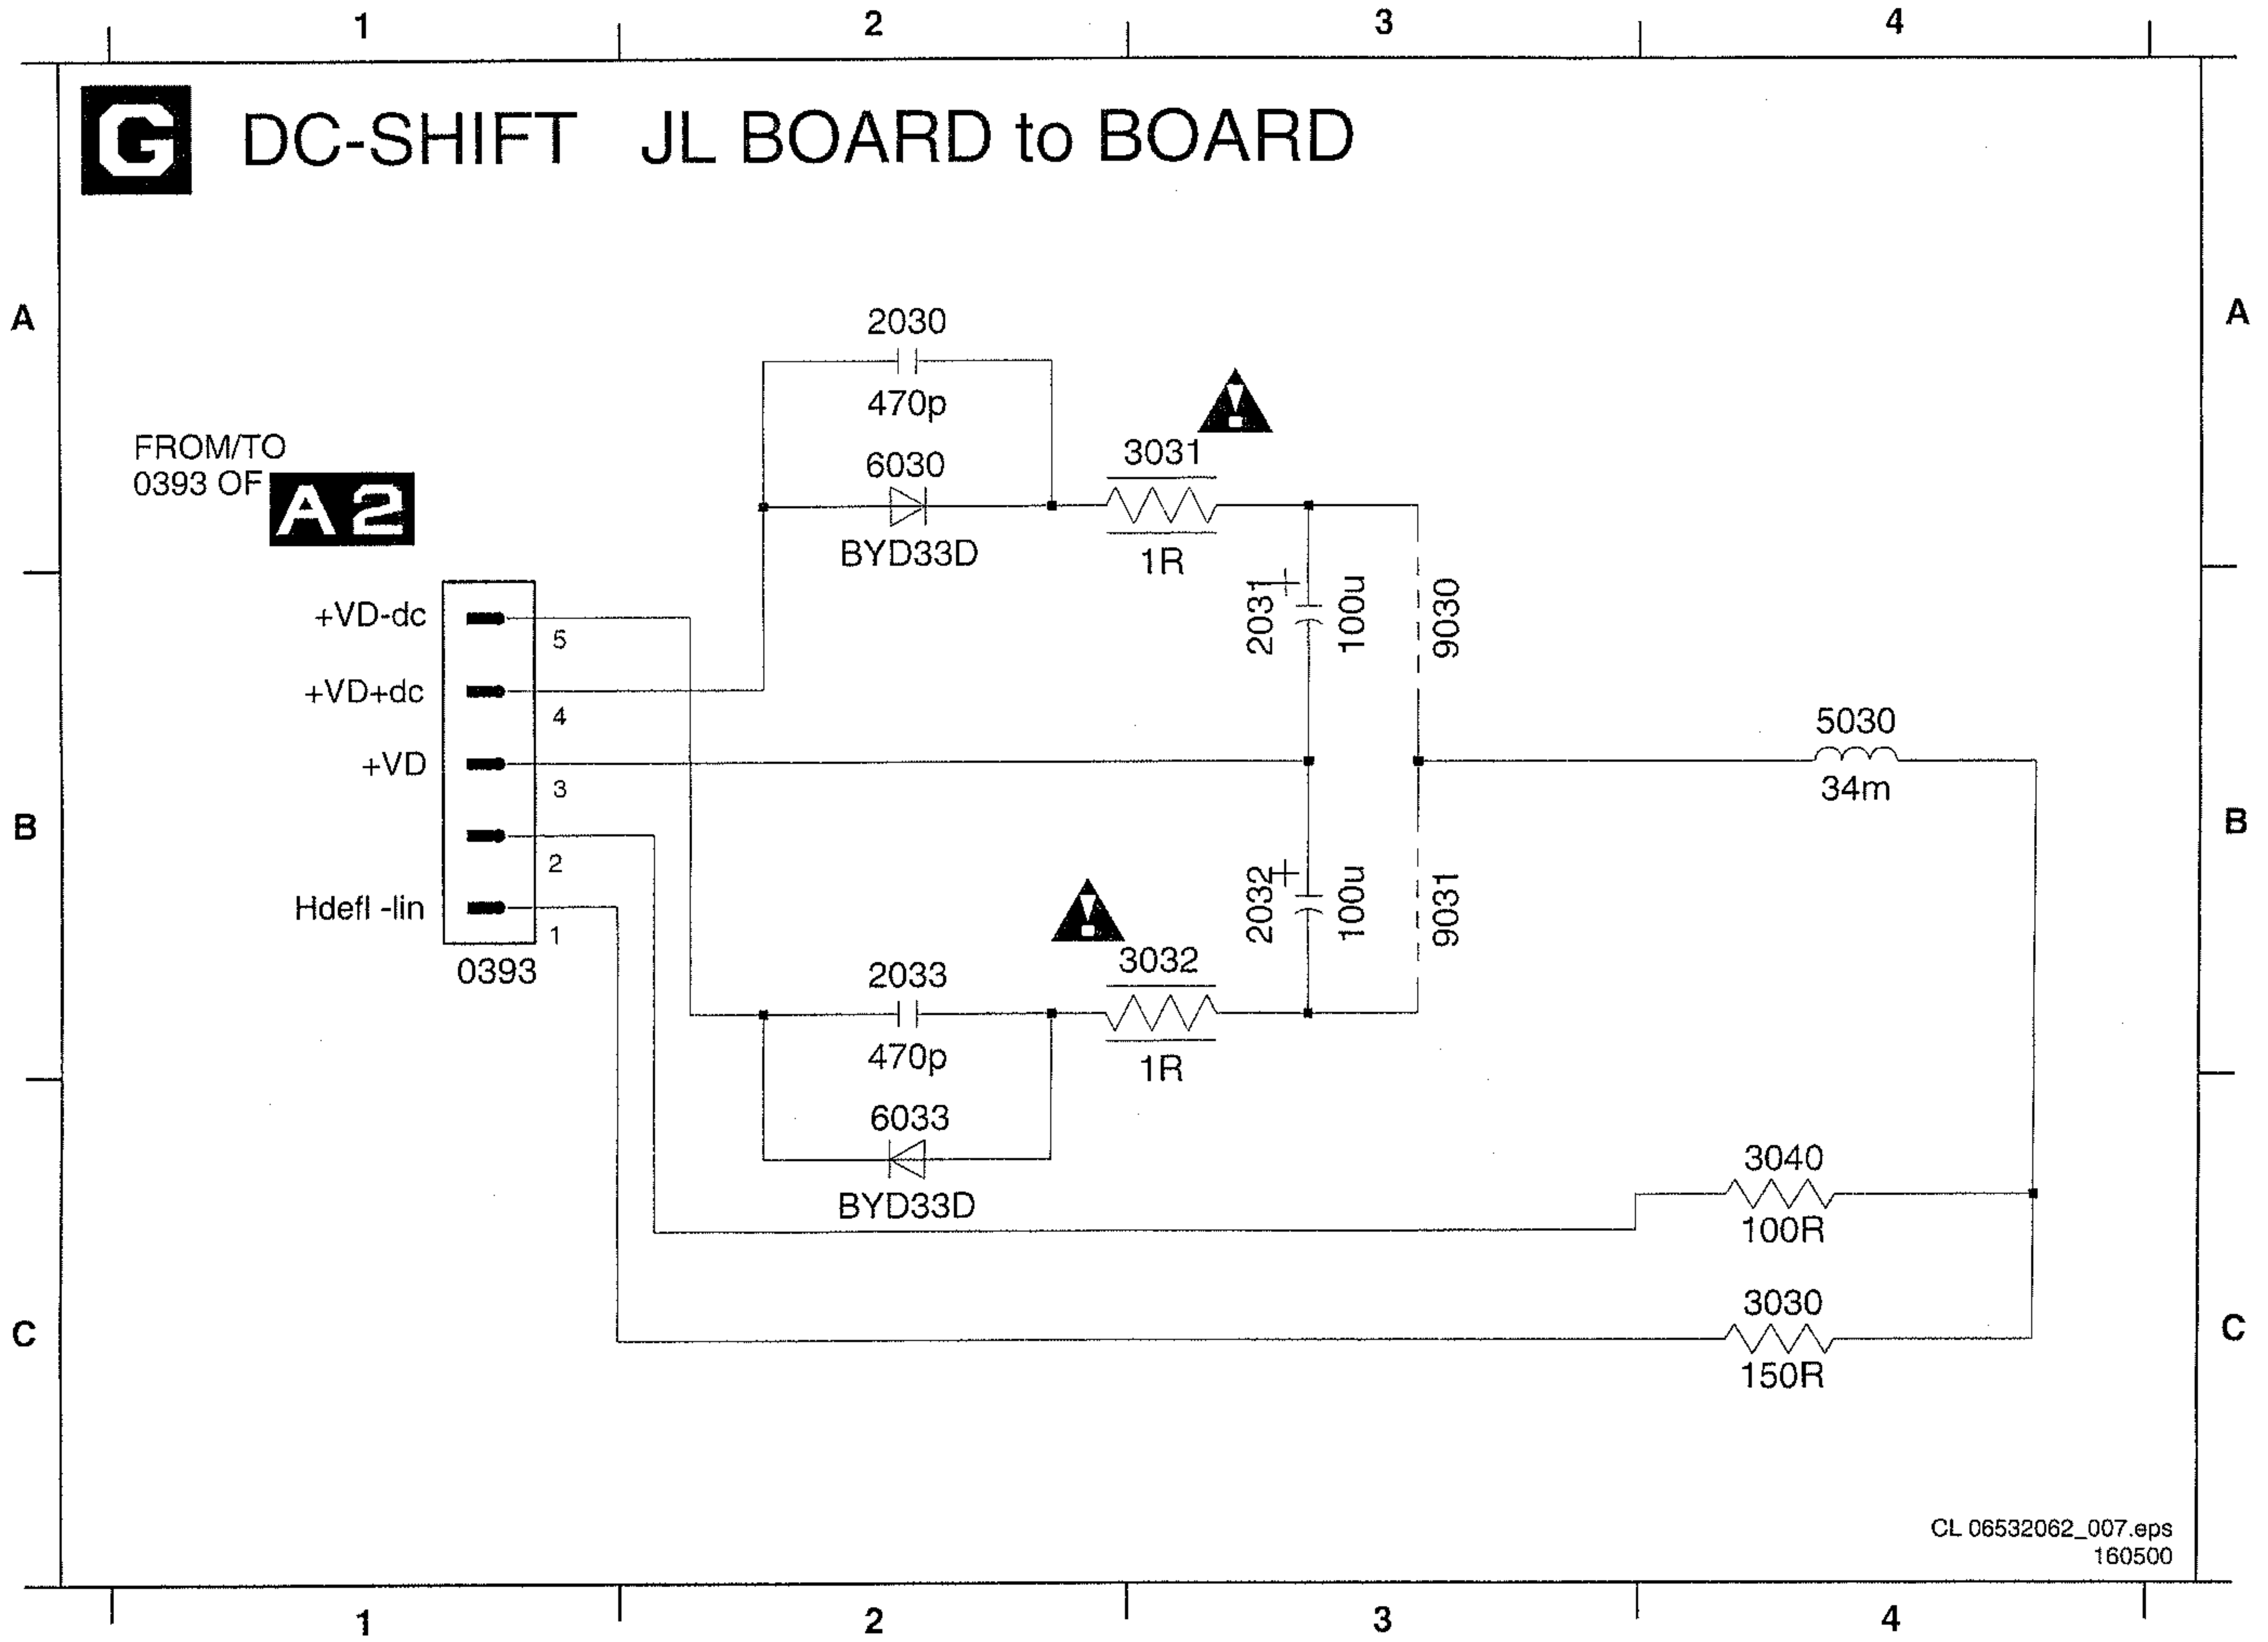 1 2 3 4
G DC-SHIFT JL BOARD to BOARD
A A
2030
470p
FROM/TO
0393 OF A2
6030
BYD33D
3031
1R
+VD-dc 5
+VD+dc 4
+VD 3
2
Hdefl -lin 1
0393
2031 100u
9030
5030
34m
B B
2032 100u
9031
2033
470p
3032
1R
6033
BYD33D
3040
100R
3030
150R
C C
CL 06532062_007.eps
160500
1 2 3 4